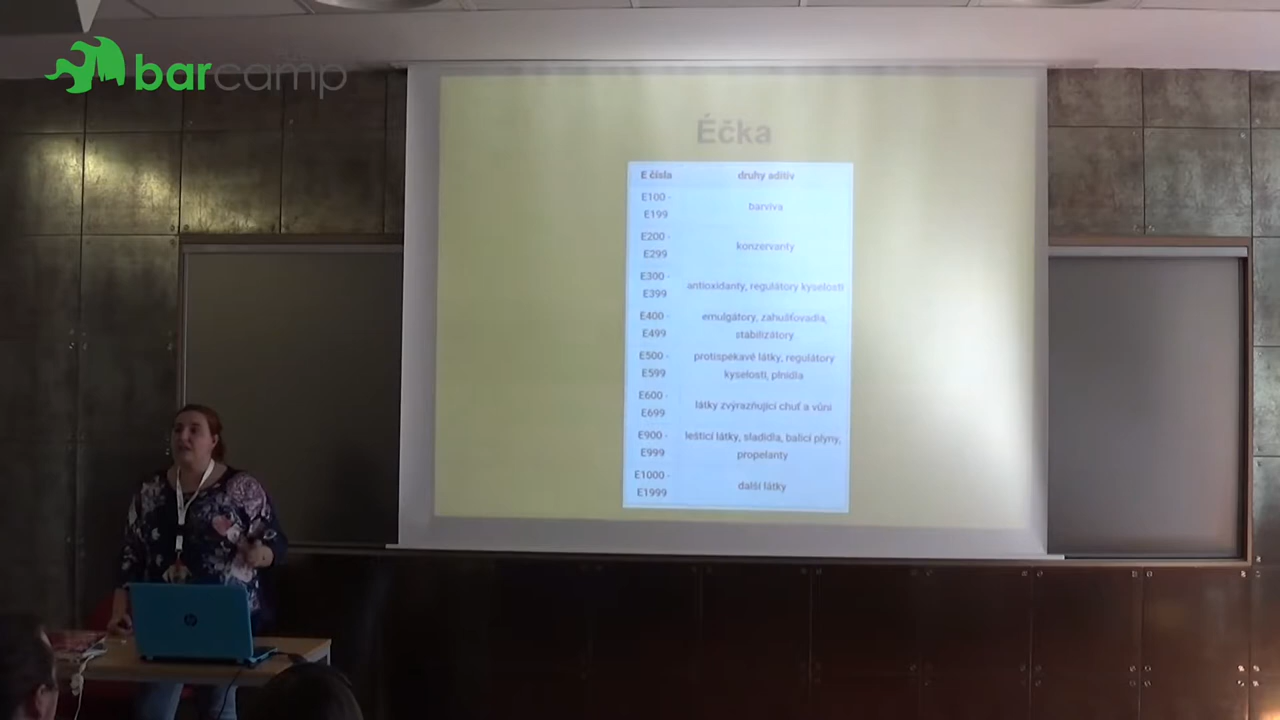 barcamp
Éčka
E čísla druhy aditiv
E100 -
E199
barviva
E200 -
E299
konzervanty
E300 -
E399
antioxidanty, regulátory kyselosti
E400 -
E499
emulgátory, zahušťovadla,
stabilizátory
E500 -
E599
protispékavé látky, regulátory
kyselosti, plnidla
E600 -
E699
látky zvýrazňující chuť a vůni
E900 -
E999
leštící látky, sladidla, balicí plyny,
propelanty
E1000 -
E1999
další látky
hp